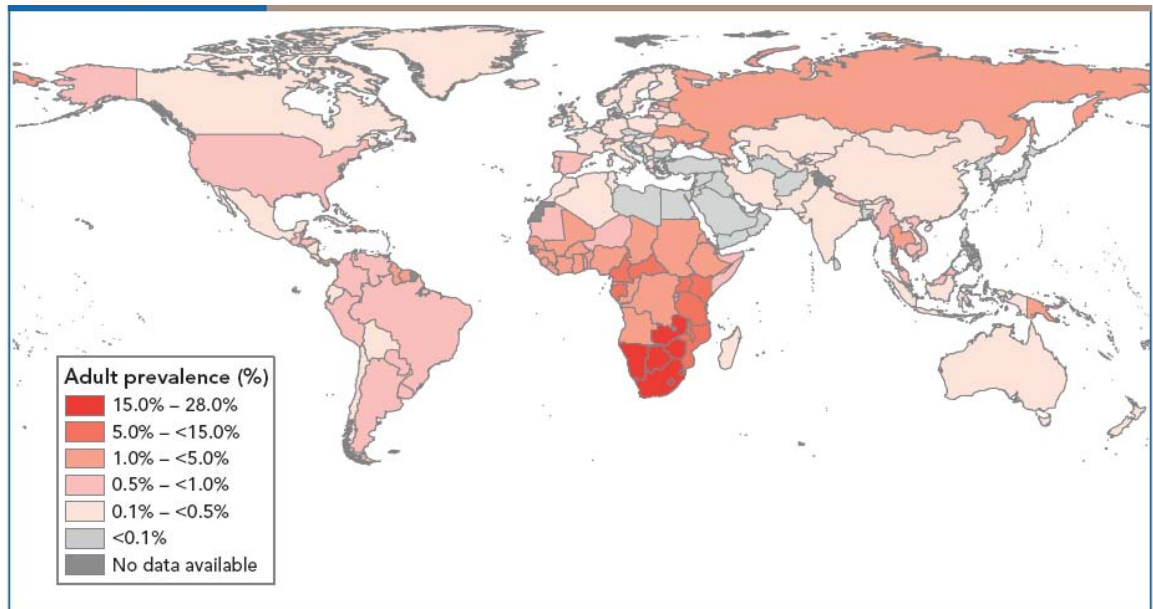 Adult prevalence (%)
15.0% – 28.0%
5.0% – <15.0%
1.0% – <5.0%
0.5% – <1.0%
0.1% – <0.5%
<0.1%
No data available